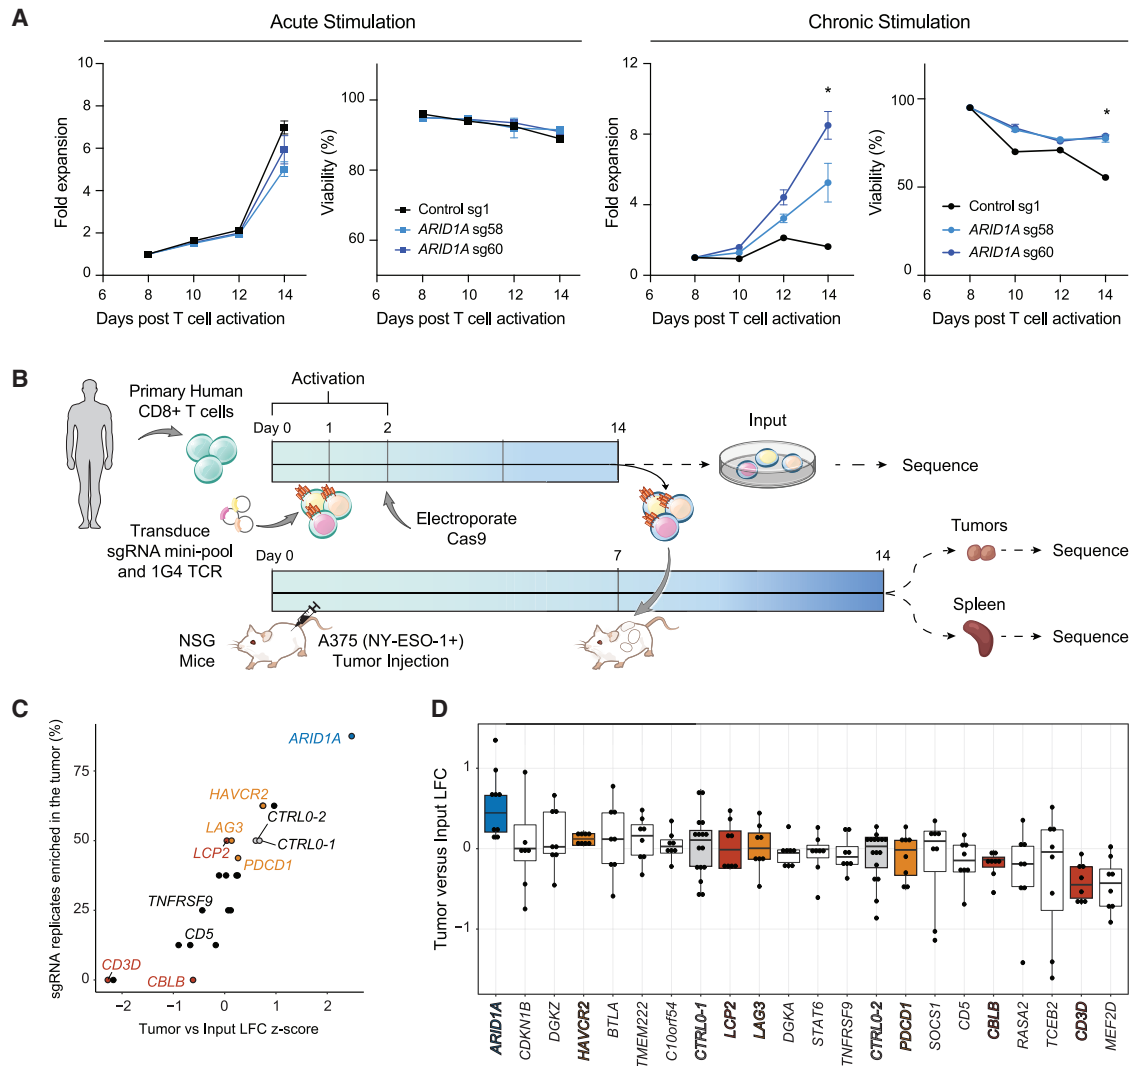 A
Acute Stimulation
Chronic Stimulation
Fold expansion
10
8
6
4
2
0
6
8
10
12
14
Days post T cell activation
Viability (%)
100
80
60
Control sg1
ARID1A sg58
ARID1A sg60
6
8
10
12
14
Days post T cell activation
Fold expansion
12
8
4
0
*
6
8
10
12
14
Days post T cell activation
Viability (%)
100
50
0
*
Control sg1
ARID1A sg58
ARID1A sg60
6
8
10
12
14
Days post T cell activation
B
Primary Human
CD8+ T cells
Activation
Day 0
1
2
14
Input
Sequence
Transduce
sgRNA mini-pool
and 1G4 TCR
Electroporate
Cas9
Day 0
7
14
Tumors
Sequence
Spleen
Sequence
NSG
Mice
A375 (NY-ESO-1+)
Tumor Injection
C
sgRNA replicates enriched in the tumor (%)
75
50
25
0
ARID1A
HAVCR2
CTRL0-2
LAG3
CTRL0-1
LCP2
PDCD1
TNFRSF9
CD5
CD3D
CBLB
−2
−1
0
1
2
Tumor vs Input LFC z-score
D
Tumor versus Input LFC
1
0
−1
ARID1A
CDKN1B
DGKZ
HAVCR2
BTLA
TMEM222
C10orf54
CTRL0-1
LCP2
LAG3
DGKA
STAT6
TNFRSF9
CTRL0-2
PDCD1
SOCS1
CD5
CBLB
RASA2
TCEB2
CD3D
MEF2D